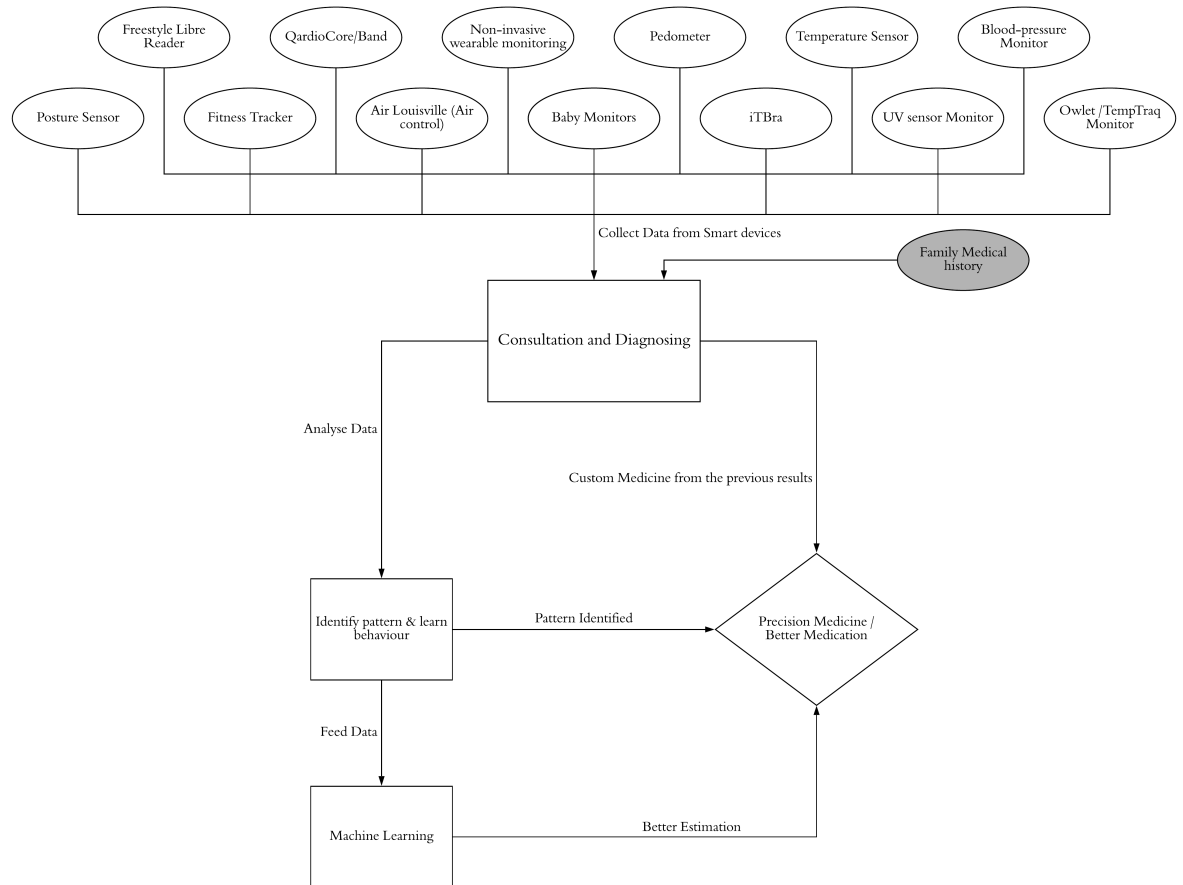 Freestyle Libre
Reader
QardioCore/Band
Non-invasive
wearable monitoring
Pedometer
Temperature Sensor
Blood-pressure
Monitor
Posture Sensor
Fitness Tracker
Air Louisville (Air
control)
Baby Monitors
iTBra
UV sensor Monitor
Owlet /TempTraq
Monitor
Collect Data from Smart devices
Family Medical
history
Consultation and Diagnosing
Analyse Data
Custom Medicine from the previous results
Identify pattern & learn
behaviour
Pattern Identified
Precision Medicine /
Better Medication
Feed Data
Machine Learning
Better Estimation